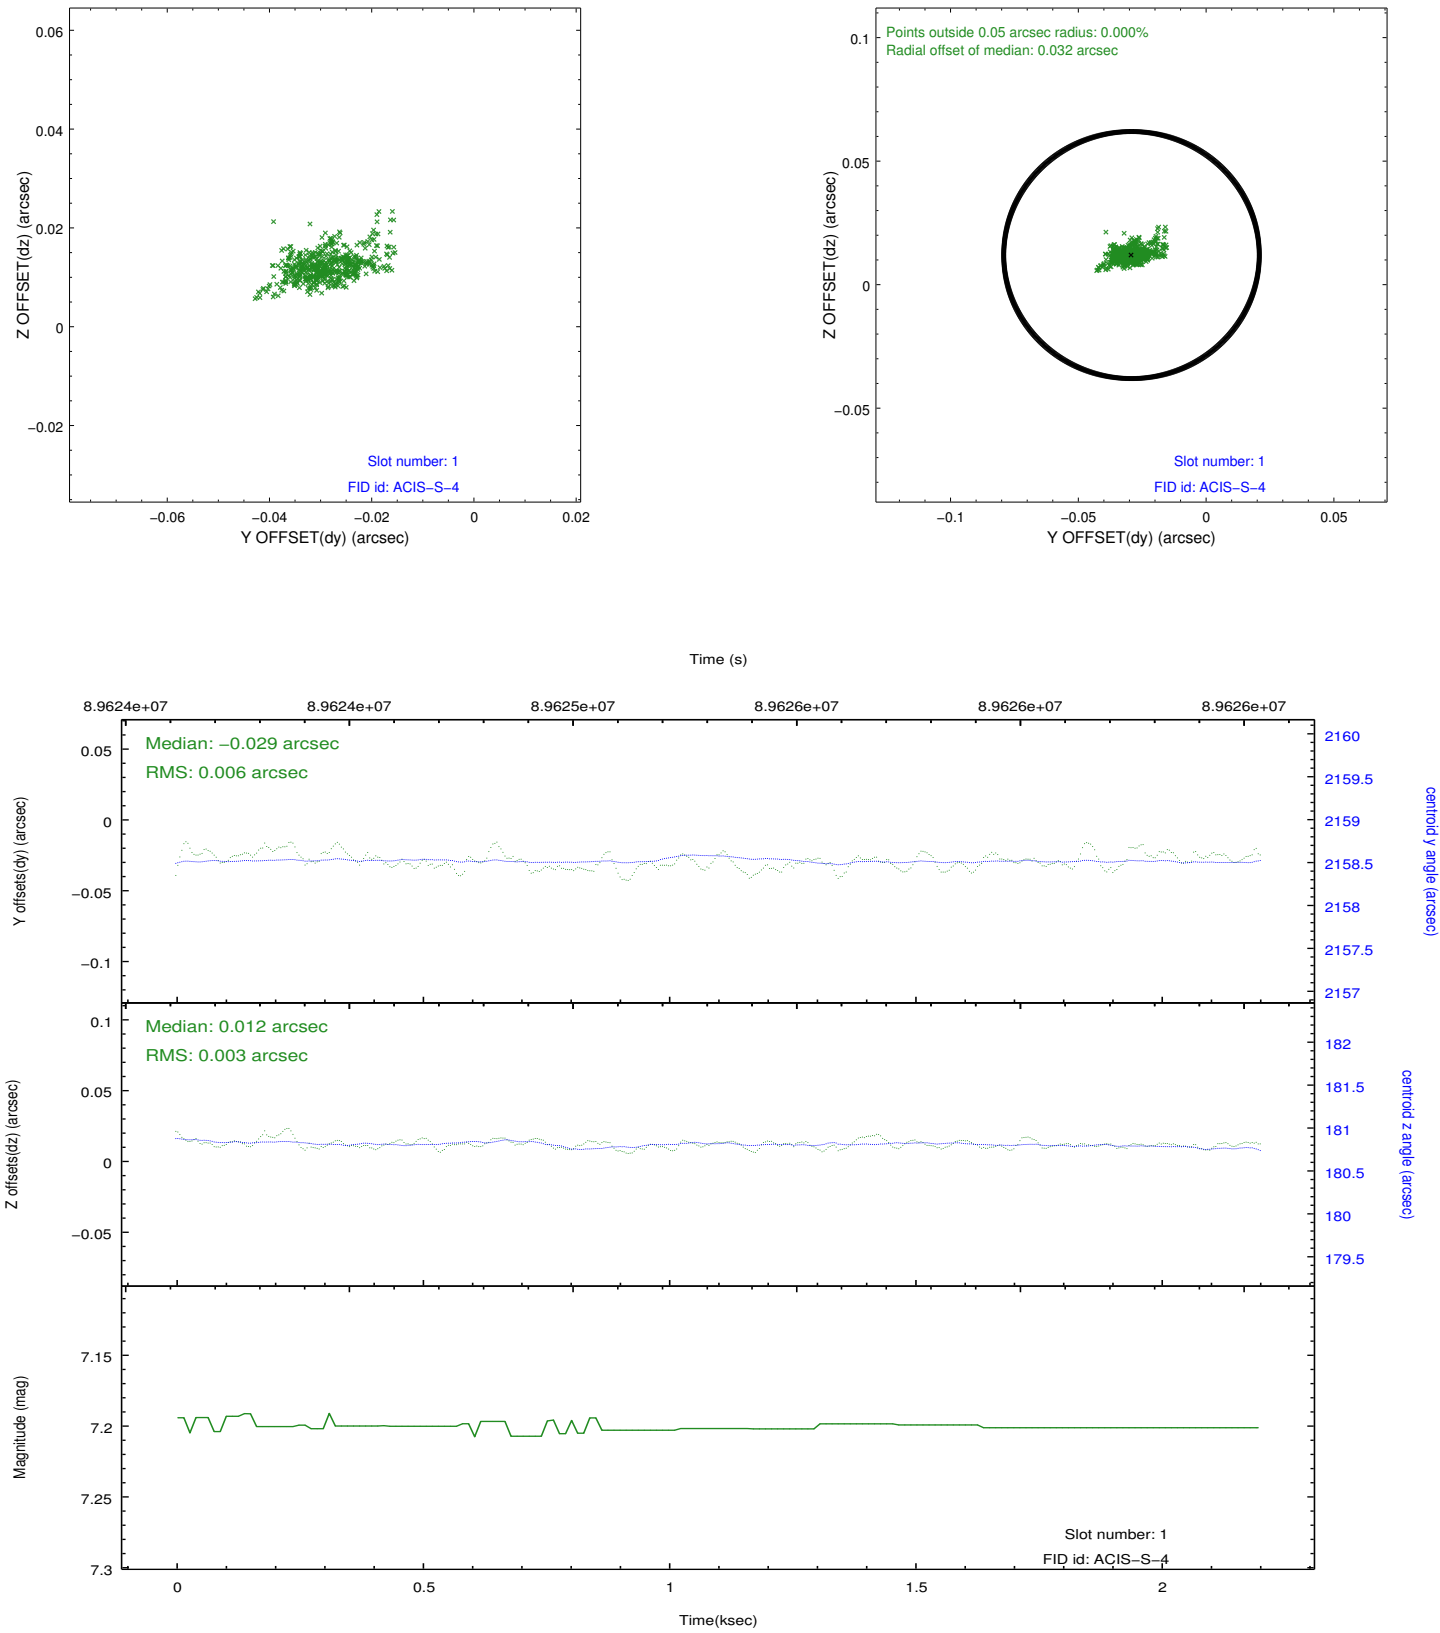 0.06
0.04
0.02
0
−0.02
Z OFFSET(dz) (arcsec)
Slot number: 1
FID id: ACIS−S−4
−0.06 −0.04 −0.02 0 0.02
Y OFFSET(dy) (arcsec)
Points outside 0.05 arcsec radius: 0.000%
Radial offset of median: 0.032 arcsec
0.1
0.05
0
−0.05
Z OFFSET(dz) (arcsec)
Slot number: 1
FID id: ACIS−S−4
−0.1 −0.05 0 0.05
Y OFFSET(dy) (arcsec)
Time (s)
8.9624e+07 8.9624e+07 8.9625e+07 8.9626e+07 8.9626e+07 8.9626e+07
Median: −0.029 arcsec
RMS: 0.006 arcsec
0.05
0
−0.05
−0.1
Y offsets(dy) (arcsec)
2160
2159.5
2159
2158.5
2158
2157.5
2157
centroid y angle (arcsec)
Median: 0.012 arcsec
RMS: 0.003 arcsec
0.1
0.05
0
−0.05
Z offsets(dz) (arcsec)
182
181.5
181
180.5
180
179.5
centroid z angle (arcsec)
7.15
7.2
7.25
7.3
Magnitude (mag)
Slot number: 1
FID id: ACIS−S−4
0 0.5 1 1.5 2
Time(ksec)